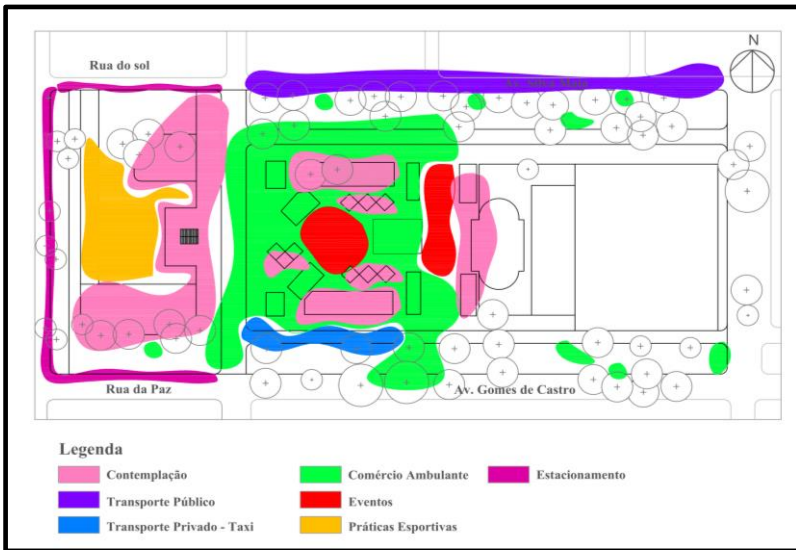 Rua do sol
N
Rua da Paz
Av. Gomes de Castro
Legenda
Contemplação
Comércio Ambulante
Estacionamento
Transporte Público
Eventos
Transporte Privado - Taxi
Práticas Esportivas